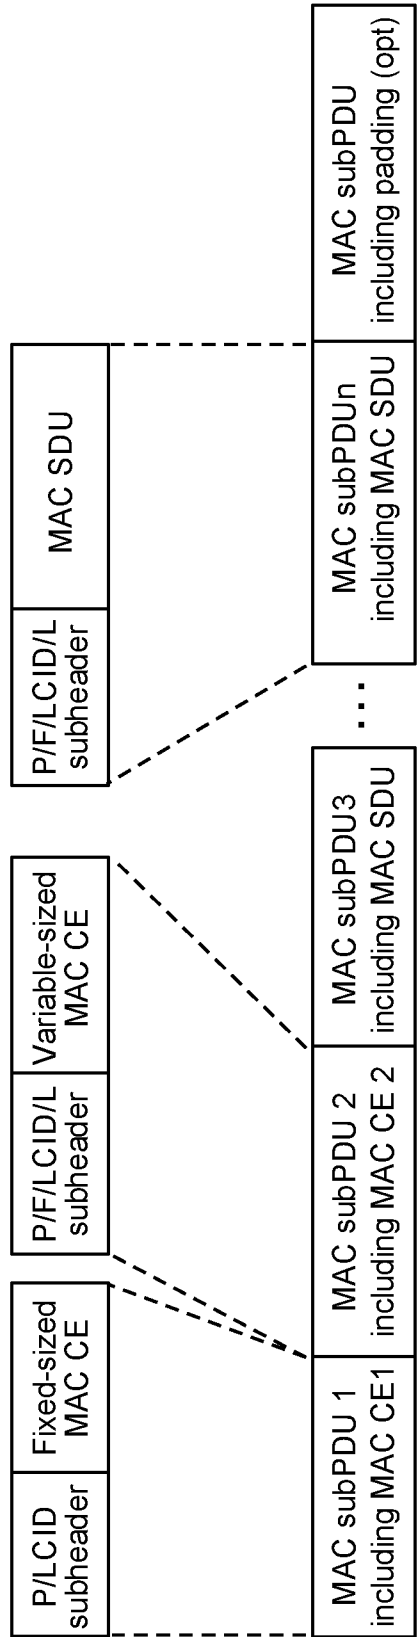 P/LCID
subheader
Fixed-sized
MAC CE
P/F/LCID/L
subheader
Variable-sized
MAC CE
P/F/LCID/L
subheader
MAC SDU
MAC subPDU 1
including MAC CE1
MAC subPDU 2
including MAC CE 2
MAC subPDU3
including MAC SDU
...
MAC subPDUn
including MAC SDU
MAC subPDU
including padding (opt)